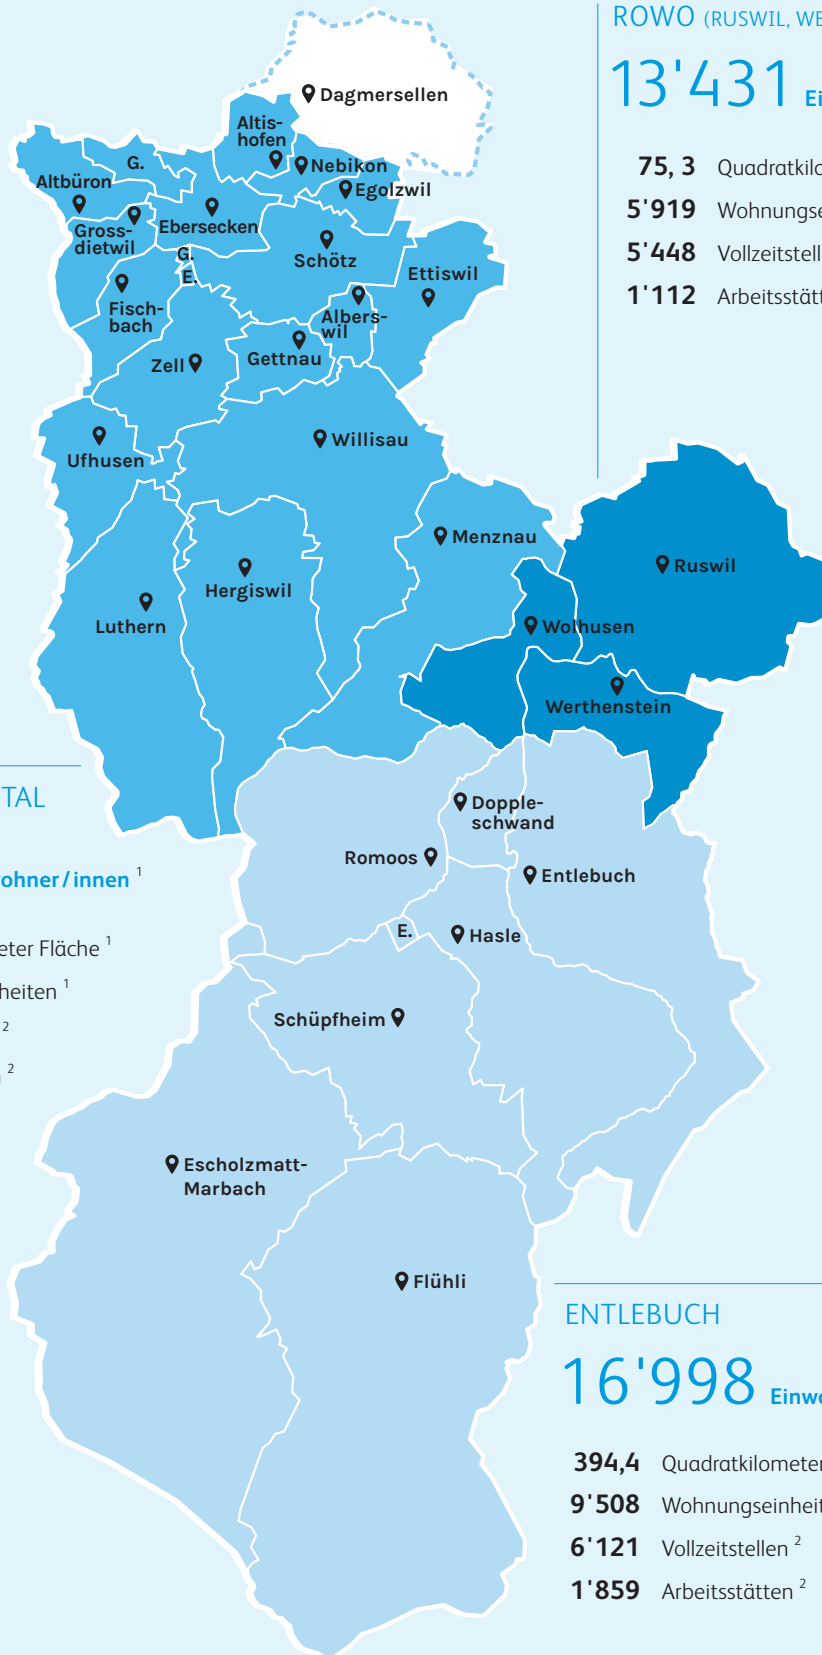 ROWO (RUSWIL, WE
13'431 Ei
75, 3 Quadratkilo
5'919 Wohnungse
5'448 Vollzeitstell
1'112 Arbeitsstätt
Dagmersellen
Altis-
hofen
Nebikon
Egolzwil
G.
Altbüron
Gross-
dietwil
Ebersecken
G.
E.
Schötz
Ettiswil
Fisch-
bach
Albers-
wil
Zell
Gettnau
Ufhusen
Willisau
Menznau
Ruswil
Hergiswil
Luthern
Wolhusen
Werthenstein
TAL
ohner/innen 1
eter Fläche 1
heiten 1
2
2
Dopple-
schwand
Romoos
Entlebuch
E.
Hasle
Schüpfheim
Escholzmatt-
Marbach
Flühli
ENTLEBUCH
16'998 Einwo
394,4 Quadratkilometer
9'508 Wohnungseinheit
6'121 Vollzeitstellen 2
1'859 Arbeitsstätten 2